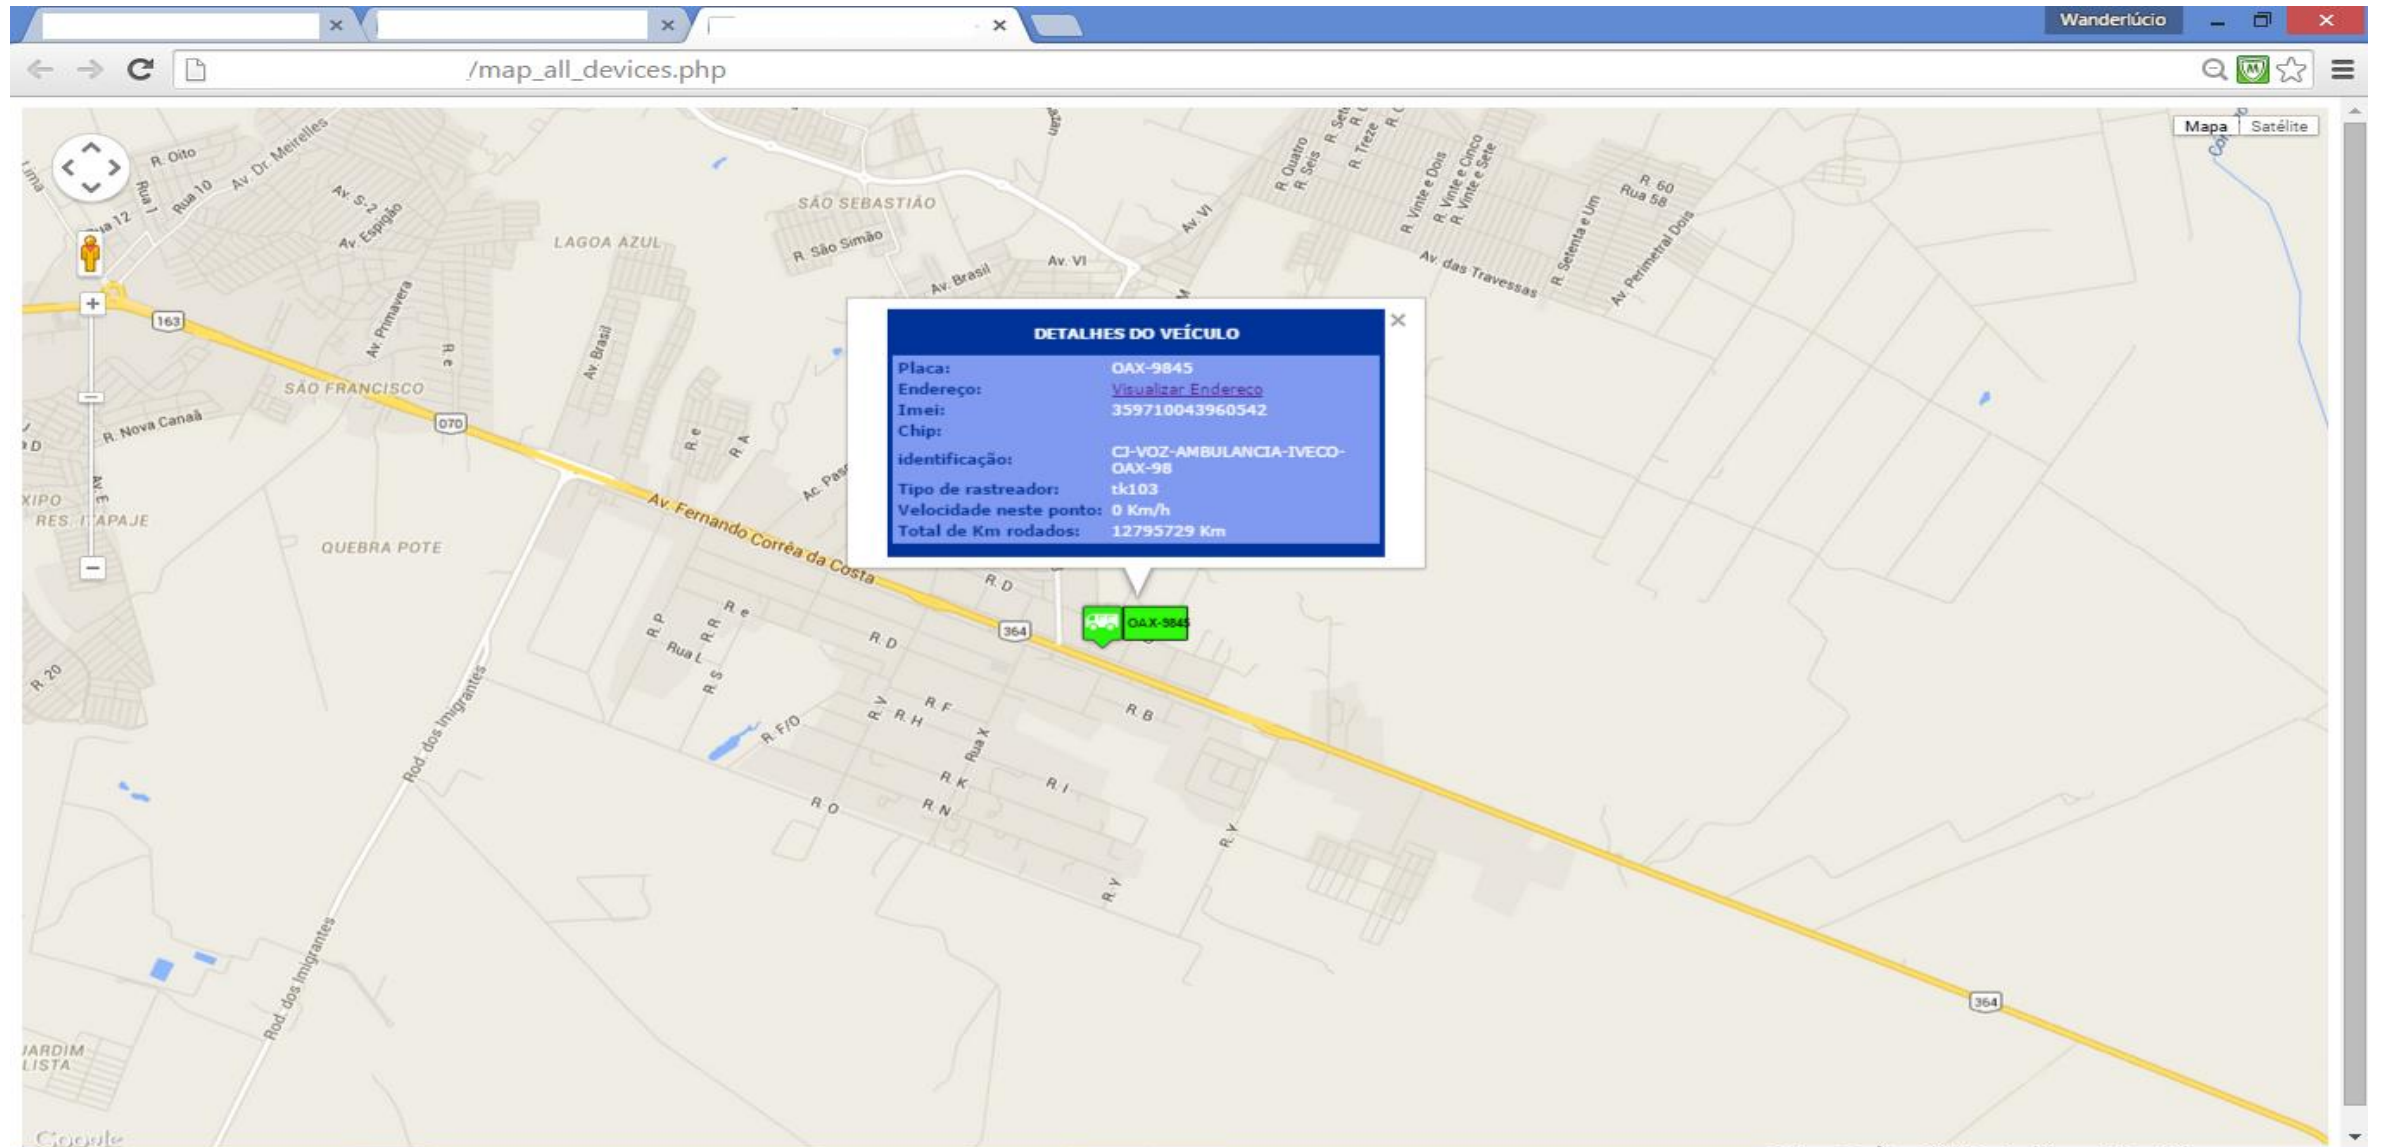 Wanderlúcio
/map_all_devices.php
Mapa Satélite
R. Oito
Av. Dr. Meirelles
Rua 1
Rua 10
Av. S-2
Av. Espigão
LAGOA AZUL
SÃO SEBASTIÃO
R. São Simão
Av. Brasil
Av. VI
Av. VI
R. Quatro
R. Seis
R. Treze
R. Vinte e Dois
R. Vinte e Cinco
R. Vinte e Sete
R. 60
Rua 58
R. Setenta e Um
Av. Perimetral Dois
Av. das Travessas
163
Av. Primavera
R. e
Av. Brasil
SÃO FRANCISCO
R. Nova Canaã
070
R. e
R. A
Av. E
RES. ITAPAJE
QUEBRA POTE
Av. Fernando Corrêa da Costa
DETALHES DO VEÍCULO
Placa: OAX-9845
Endereço: Visualizar Endereço
Imei: 359710043960542
Chip:
identificação: CJ-VOZ-AMBULANCIA-IVECO-
OAX-98
Tipo de rastreador: tk103
Velocidade neste ponto: 0 Km/h
Total de Km rodados: 12795729 Km
R. D
364
OAX-9845
R. P
R. e
R. R
Rua L
R. S
R. D
R. 20
Rod. dos Imigrantes
R. F/O
R. V
R. F
R. H
Rua X
R. B
R. K
R. I
R. O
R. N
R. Y
R. Y
Rod. dos Imigrantes
364
JARDIM
Google